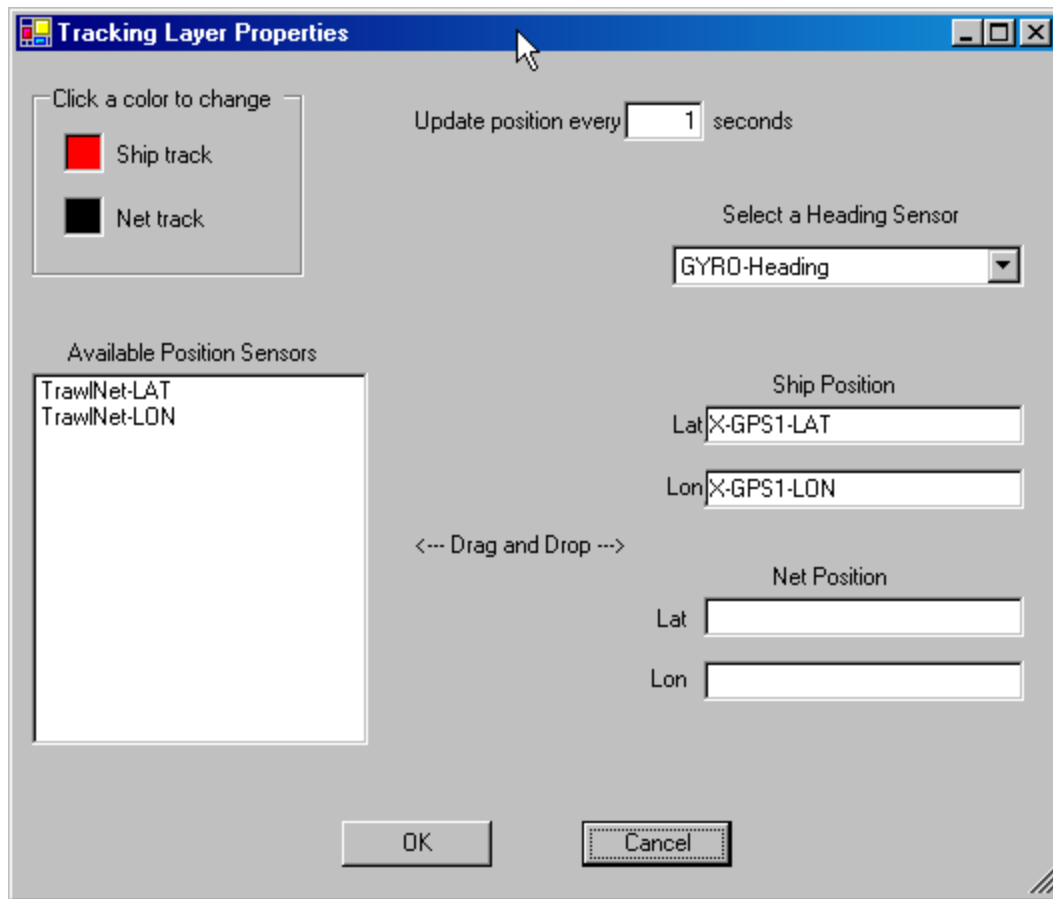 Tracking Layer Properties
Click a color to change
Ship track
Net track
Update position every 1 seconds
Select a Heading Sensor
GYRO-Heading
Available Position Sensors
TrawlNet-LAT
TrawlNet-LON
Ship Position
Lat X-GPS1-LAT
Lon X-GPS1-LON
<--- Drag and Drop --->
Net Position
Lat
Lon
OK
Cancel